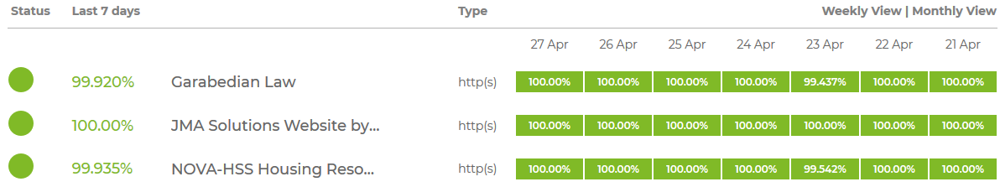 Status Last 7 days Type Weekly View | Monthly View
27 Apr 26 Apr 25 Apr 24 Apr 23 Apr 22 Apr 21 Apr
99.920% Garabedian Law http(s) 100.00% 100.00% 100.00% 100.00% 99.437% 100.00% 100.00%
100.00% JMA Solutions Website by... http(s) 100.00% 100.00% 100.00% 100.00% 100.00% 100.00% 100.00%
99.935% NOVA-HSS Housing Reso... http(s) 100.00% 100.00% 100.00% 100.00% 99.542% 100.00% 100.00%